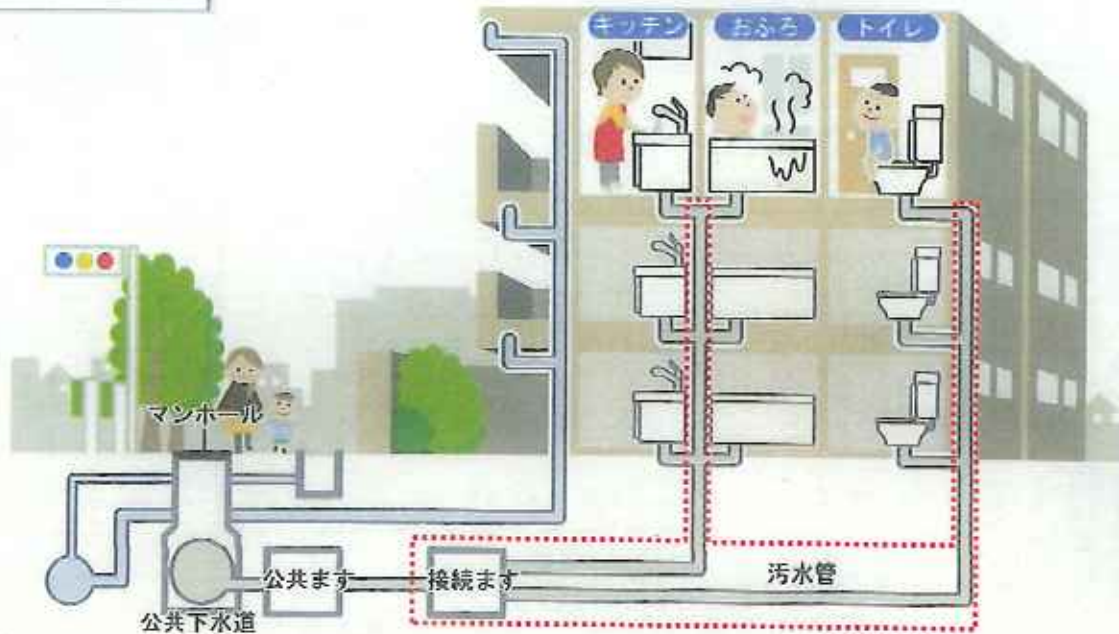 キッチン
おふろ
トイレ
マンホール
公共ます
接続ます
汚水管
公共下水道